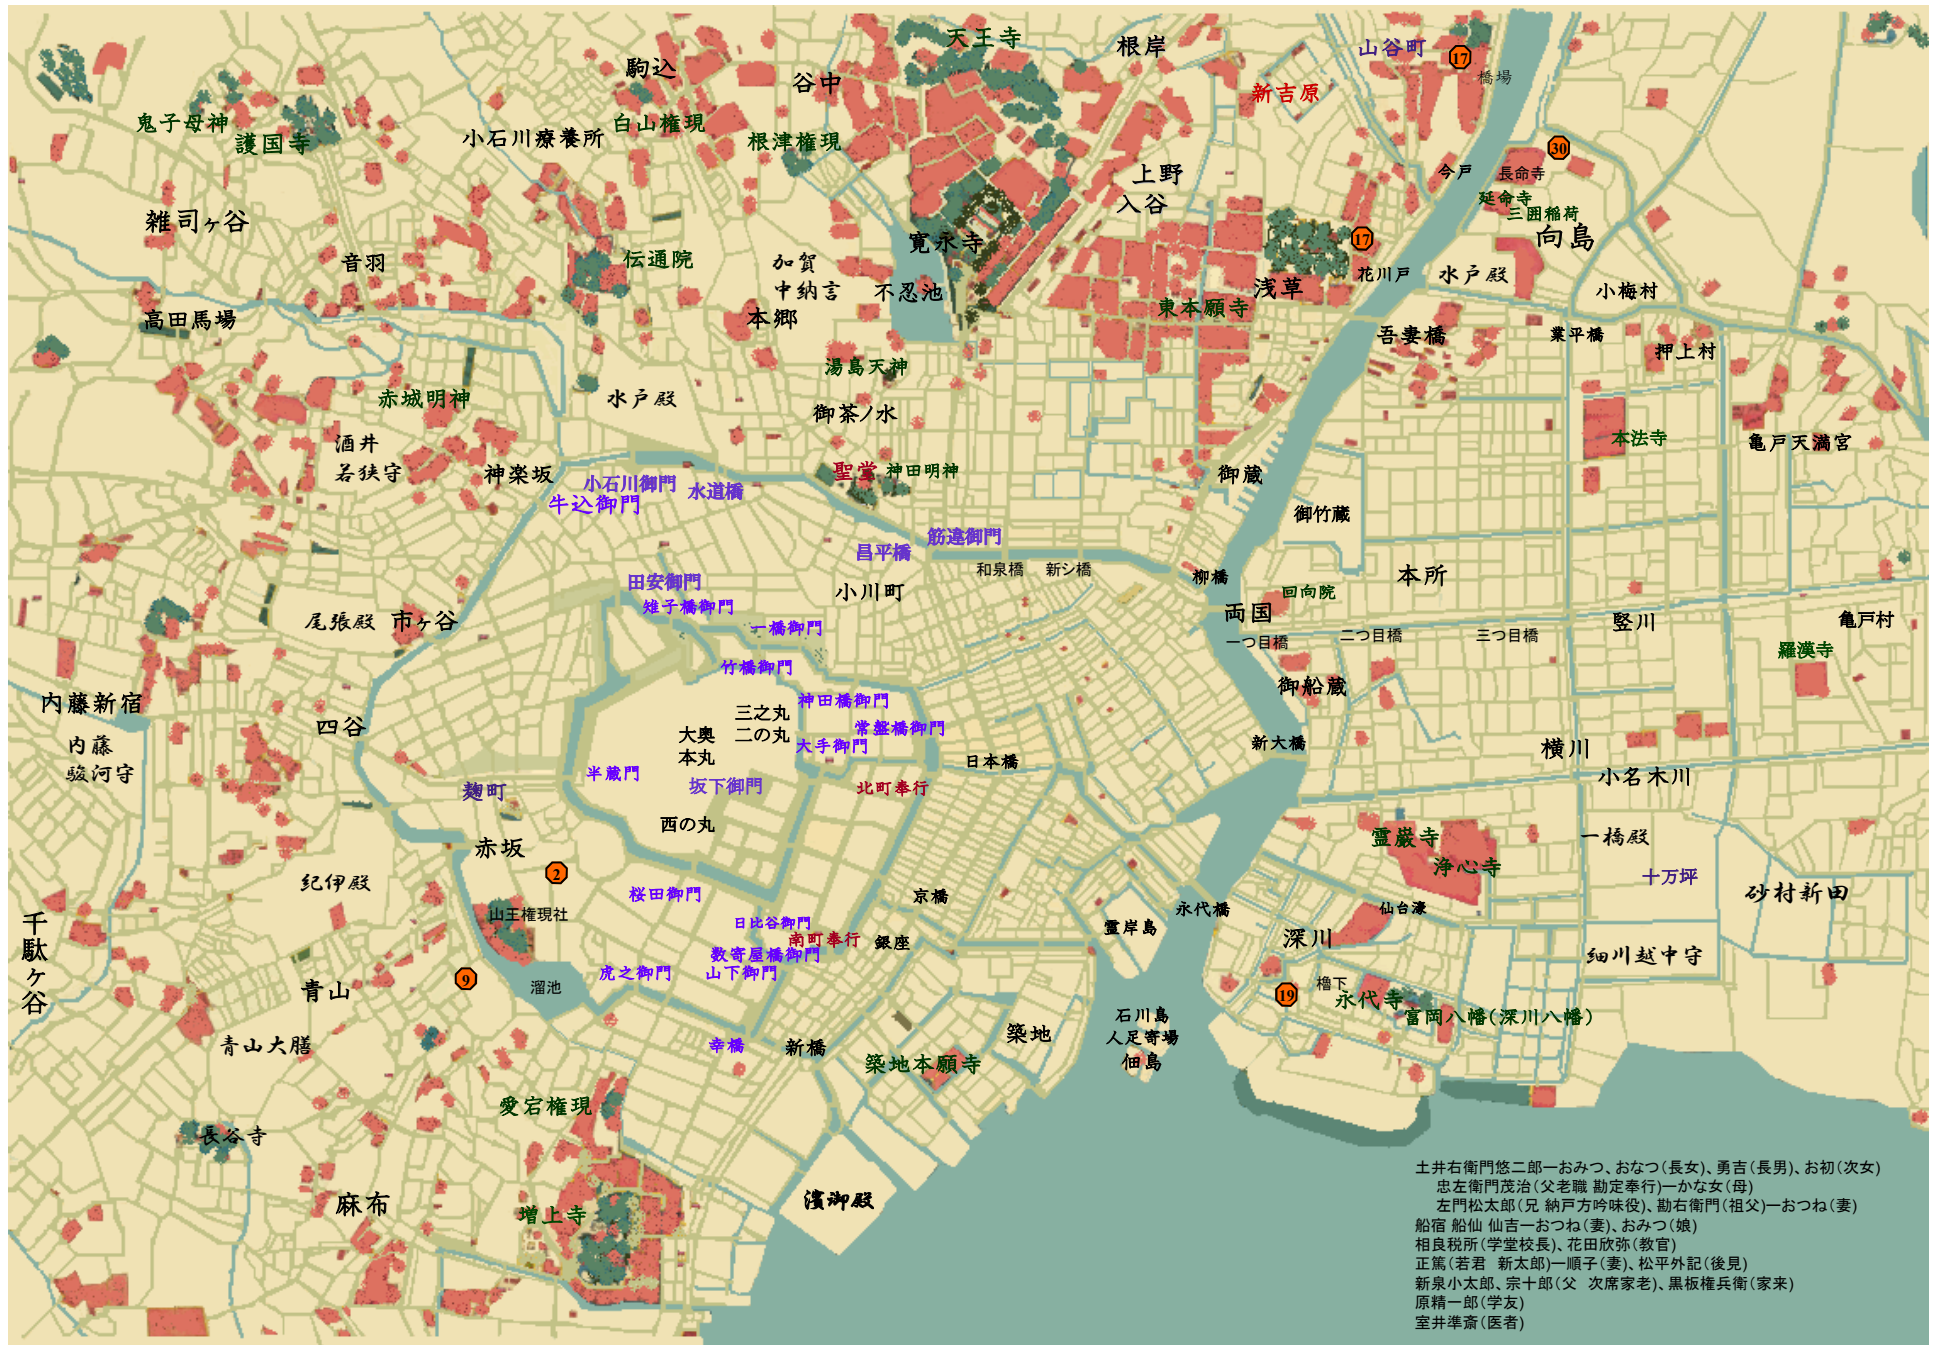 天王寺
根岸
山谷町
17
橋場
駒込
谷中
新吉原
鬼子母神
護国寺
小石川療養所
白山権現
根津権現
30
長命寺
今戸
延命寺
三囲稲荷
向島
上野
入谷
雑司ヶ谷
音羽
伝通院
加賀
中納言
本郷
寛永寺
不忍池
17
花川戸
浅草
東本願寺
水戸殿
小梅村
高田馬場
吾妻橋
業平橋
押上村
湯島天神
赤城明神
水戸殿
御茶ノ水
本法寺
亀戸天満宮
酒井
若狭守
神楽坂
小石川御門
牛込御門
水道橋
聖堂
神田明神
御蔵
御竹蔵
昌平橋
筋違御門
和泉橋
新シ橋
柳橋
本所
田安御門
雉子橋御門
小川町
回向院
両国
尾張殿
市ヶ谷
一橋御門
一つ目橋
二つ目橋
三つ目橋
竪川
亀戸村
羅漢寺
竹橋御門
内藤新宿
四谷
神田橋御門
御船蔵
三之丸
二の丸
大奥
本丸
常盤橋御門
大手御門
内藤
駿河守
半蔵門
坂下御門
北町奉行
日本橋
新大橋
横川
小名木川
麹町
西の丸
赤坂
霊巌寺
浄心寺
一橋殿
2
紀伊殿
桜田御門
京橋
十万坪
砂村新田
山王権現社
日比谷御門
南町奉行
銀座
霊岸島
永代橋
仙台濠
深川
千駄ヶ谷
数寄屋橋御門
山下御門
虎之御門
細川越中守
9
青山
溜池
19
櫓下
永代寺
富岡八幡(深川八幡)
青山大膳
幸橋
新橋
築地
石川島
人足寄場
佃島
築地本願寺
愛宕権現
長谷寺
麻布
増上寺
濱御殿
土井右衛門悠二郎―おみつ、おなつ(長女)、勇吉(長男)、お初(次女)
忠左衛門茂治(父老職 勘定奉行)―かな女(母)
左門松太郎(兄 納戸方吟味役)、勘右衛門(祖父)―おつね(妻)
船宿 船仙 仙吉―おつね(妻)、おみつ(娘)
相良税所(学堂校長)、花田欣弥(教官)
正篤(若君　新太郎)―順子(妻)、松平外記(後見)
新泉小太郎、宗十郎(父　次席家老)、黒板権兵衛(家来)
原精一郎(学友)
室井準斎(医者)